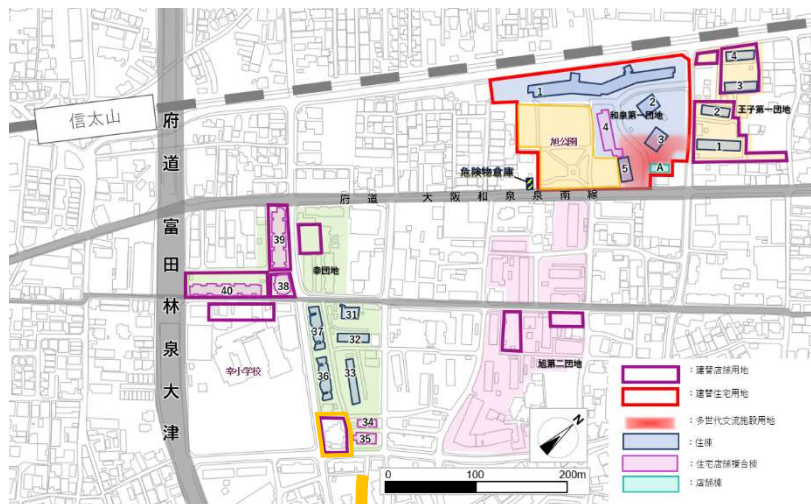 信太山
府道富田林泉大津
府道大阪和泉泉南線
1
2
3
4
5
A
和泉第一団地
旭公園
危険物倉庫
4
3
2
1
王子第一団地
39
38
40
幸団地
幸小学校
31
32
37
36
33
34
35
旭第二団地
N
0 100 200m
：建替店舗用地
：建替住宅用地
：多世代交流施設用地
：住棟
：住宅店舗複合棟
：店舗棟